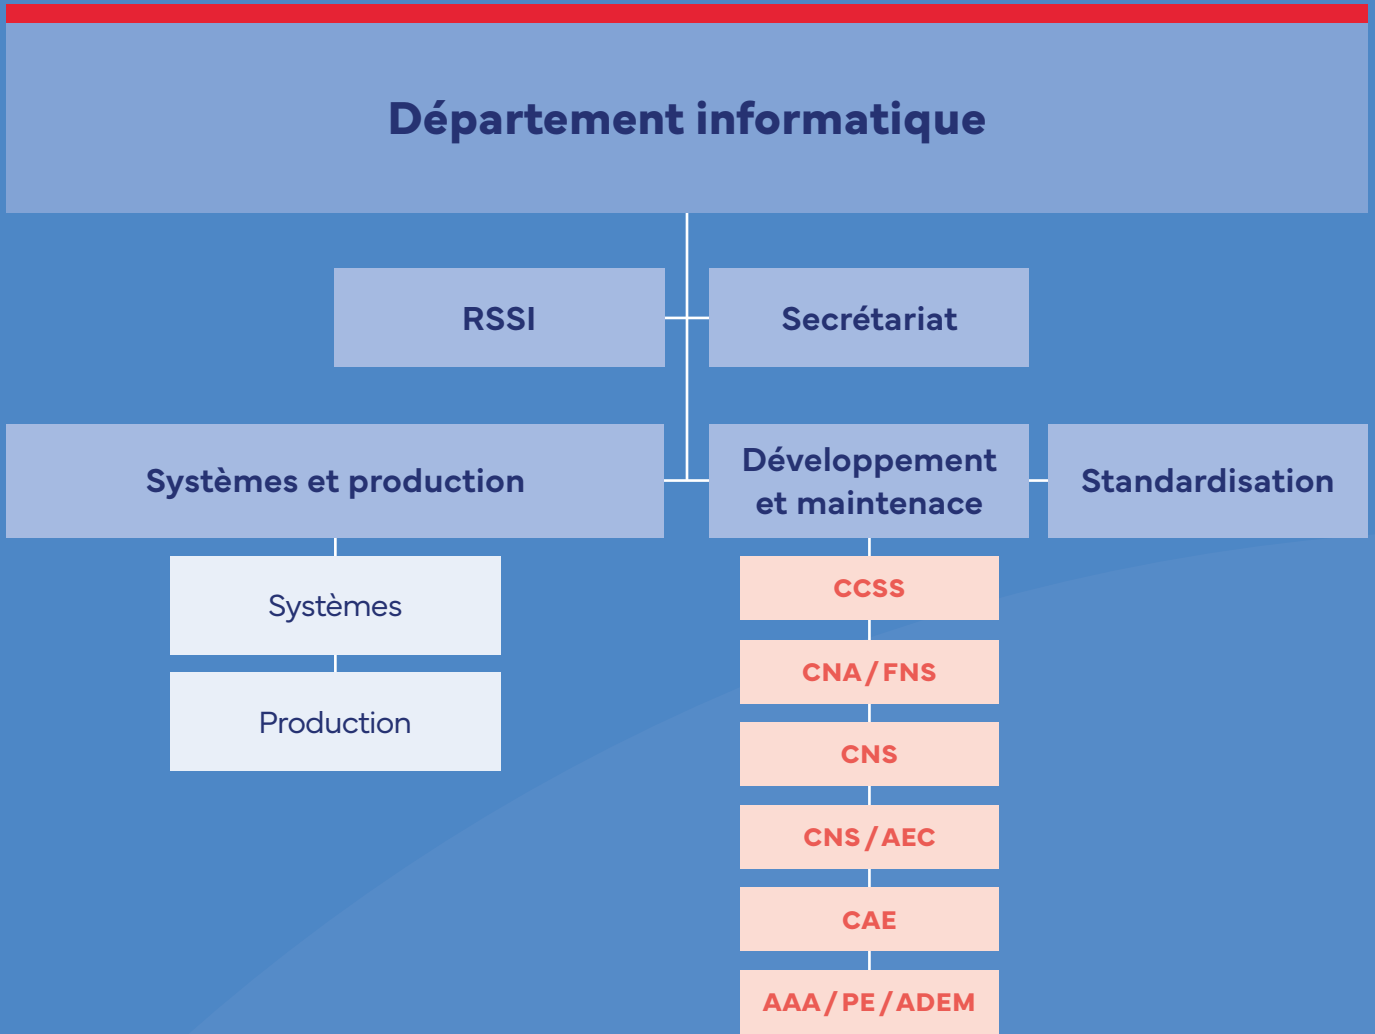 Département informatique
RSSI
Secrétariat
Systèmes et production
Développement
et maintenace
Standardisation
Systèmes
Production
CCSS
CNA / FNS
CNS
CNS / AEC
CAE
AAA / PE / ADEM